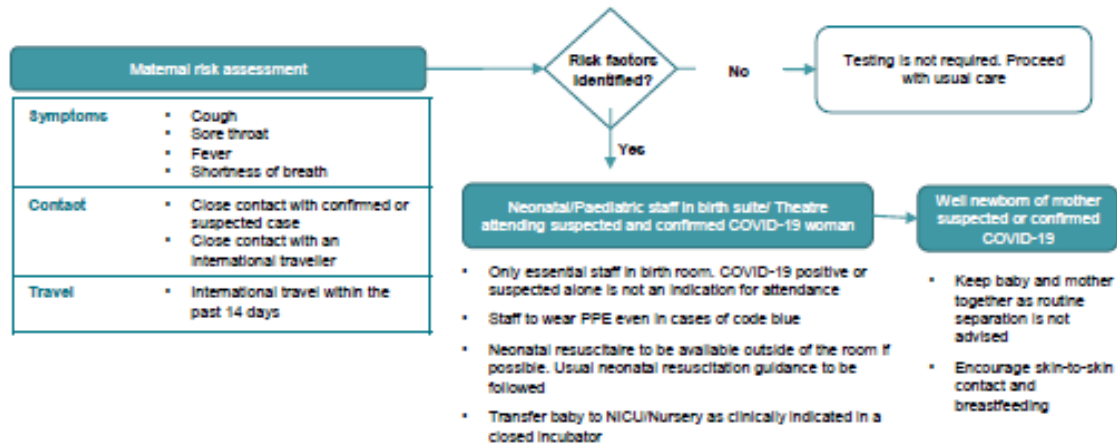 Maternal risk assessment
Symptoms
Cough
Sore throat
Fever
Shortness of breath
Contact
Close contact with confirmed or
suspected case
Close contact with an
international traveller
Travel
International travel within the
past 14 days
Risk factors
identified?
No
Testing is not required. Proceed
with usual care
Yes
Neonatal/Paediatric staff in birth suite/ Theatre
attending suspected and confirmed COVID-19 woman
Only essential staff in birth room. COVID-19 positive or
suspected alone is not an indication for attendance
Staff to wear PPE even in cases of code blue
Neonatal resuscitaire to be available outside of the room if
possible. Usual neonatal resuscitation guidance to be
followed
Transfer baby to NICU/Nursery as clinically indicated in a
closed incubator
Well newborn of mother
suspected or confirmed
COVID-19
Keep baby and mother
together as routine
separation is not
advised
Encourage skin-to-skin
contact and
breastfeeding